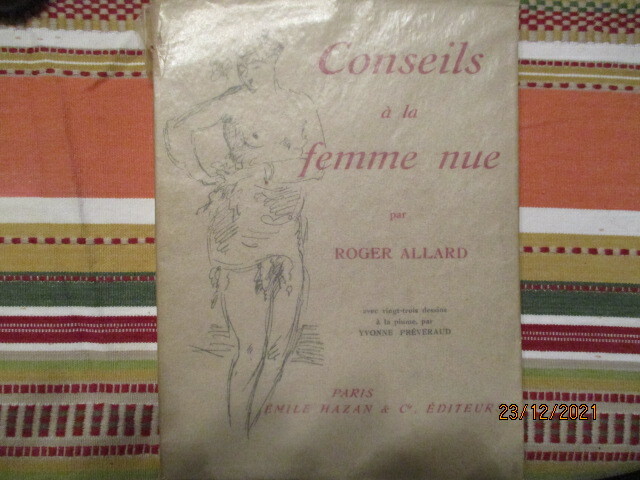 Conseils
à la
femme nue
par
ROGER ALLARD
avec vingt-trois dessins
à la plume, par
YVONNE PRÉVERAUD
PARIS
ÉMILE HAZAN & Cie, ÉDITEUR
23/12/2021